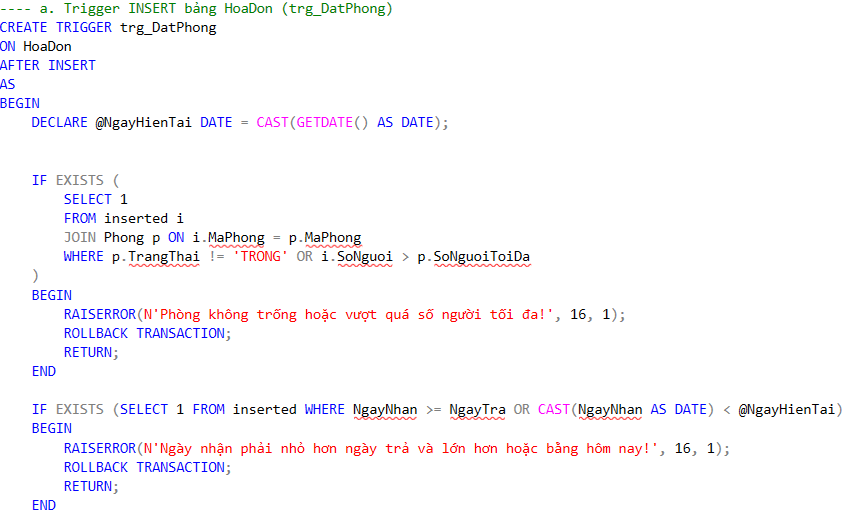 ---- a. Trigger INSERT bảng HoaDon (trg_DatPhong)
CREATE TRIGGER trg_DatPhong
ON HoaDon
AFTER INSERT
AS
BEGIN
    DECLARE @NgayHienTai DATE = CAST(GETDATE() AS DATE);
    IF EXISTS (
        SELECT 1
        FROM inserted i
        JOIN Phong p ON i.MaPhong = p.MaPhong
        WHERE p.TrangThai != 'TRONG' OR i.SoNguoi > p.SoNguoiToiDa
    )
    BEGIN
        RAISERROR(N'Phòng không trống hoặc vượt quá số người tối đa!', 16, 1);
        ROLLBACK TRANSACTION;
        RETURN;
    END
    IF EXISTS (SELECT 1 FROM inserted WHERE NgayNhan >= NgayTra OR CAST(NgayNhan AS DATE) < @NgayHienTai)
    BEGIN
        RAISERROR(N'Ngày nhận phải nhỏ hơn ngày trả và lớn hơn hoặc bằng hôm nay!', 16, 1);
        ROLLBACK TRANSACTION;
        RETURN;
    END